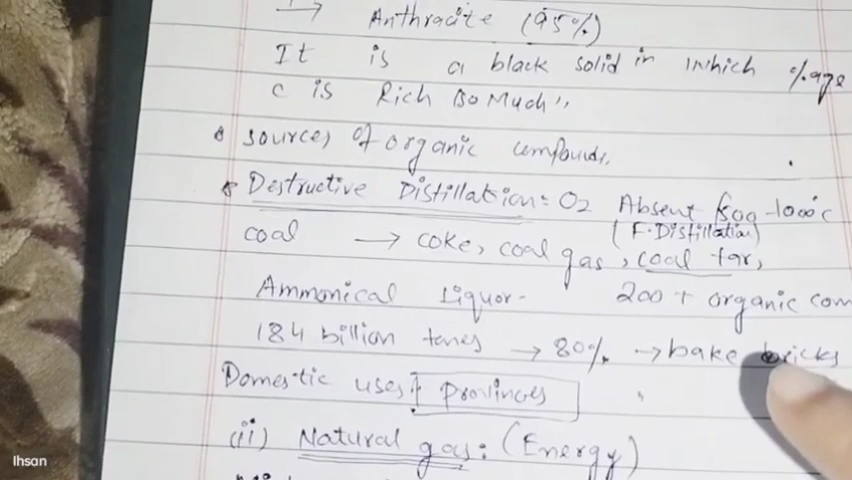 Anthracite (95%)
It is a black solid in which %age
C is Rich So Much"
Sources of organic compounds.
Destructive Distillation: O2 Absent 500-1000°C
(F.Distillation)
coal → coke, coal gas, coal tar,
Ammonical Liquor- 200+ organic com
184 billion tones → 80% → bake bricks
Domestic uses Provinces
(ii) Natural gas: (Energy)
Ihsan